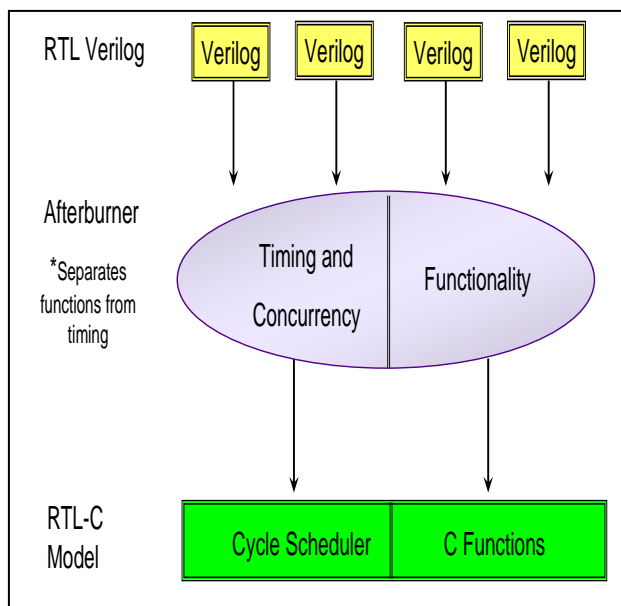 RTL Verilog
Verilog
Verilog
Verilog
Verilog
Afterburner
*Separates
functions from
timing
Timing and
Concurrency
Functionality
RTL-C
Model
Cycle Scheduler
C Functions